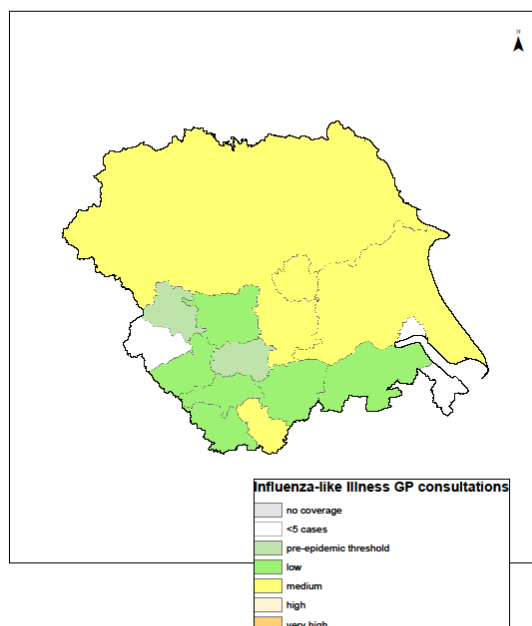 N
Influenza-like Illness GP consultations
no coverage
<5 cases
pre-epidemic threshold
low
medium
high
very high